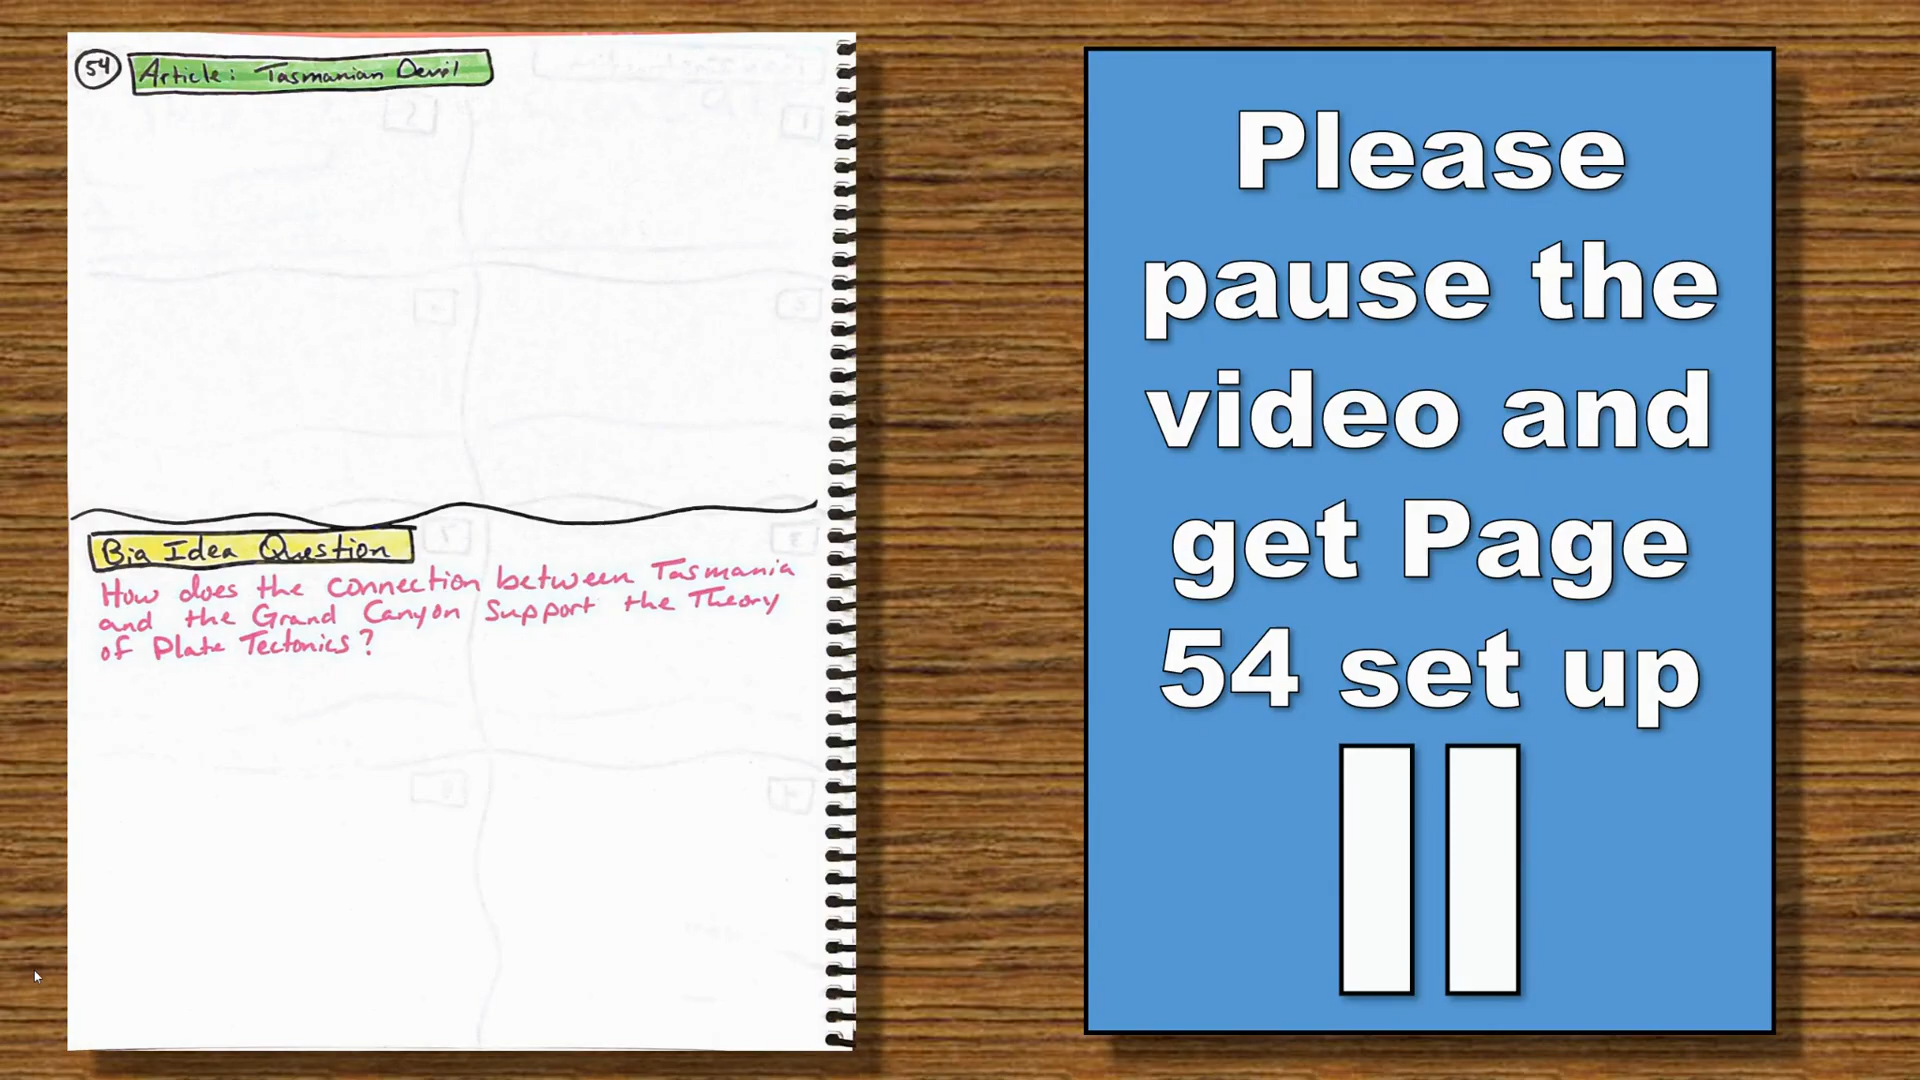 54
Article: Tasmanian Devil
Big Idea Question
How does the connection between Tasmania
and the Grand Canyon Support the Theory
of Plate Tectonics?
Please
pause the
video and
get Page
54 set up